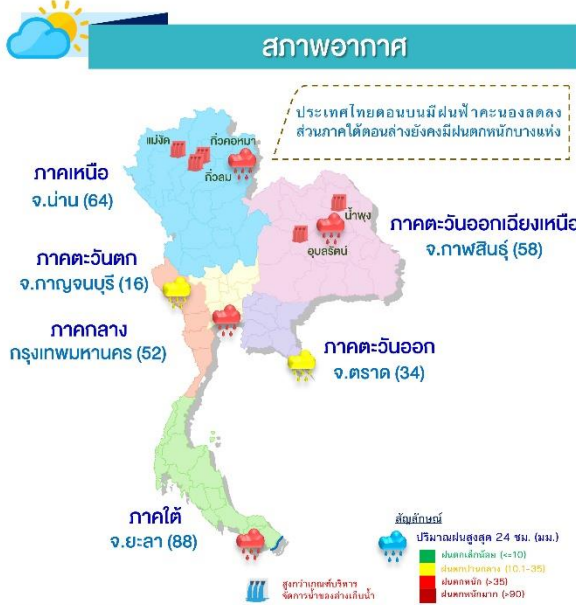 สภาพอากาศ
ประเทศไทยตอนบนมีฝนฟ้าคะนองลดลง
ส่วนภาคใต้ตอนล่างยังคงมีฝนตกหนักบางแห่ง
แม่งัด
กิ่วคอหมา
กิ่วลม
ภาคเหนือ
จ.น่าน (64)
น้ำพุง
อุบลรัตน์
ภาคตะวันออกเฉียงเหนือ
จ.กาฬสินธุ์ (58)
ภาคตะวันตก
จ.กาญจนบุรี (16)
ภาคกลาง
กรุงเทพมหานคร (52)
ภาคตะวันออก
จ.ตราด (34)
ภาคใต้
จ.ยะลา (88)
สัญลักษณ์
ปริมาณฝนสูงสุด 24 ชม. (มม.)
ฝนตกเล็กน้อย (<=10)
ฝนตกปานกลาง (10.1-35)
ฝนตกหนัก (>35)
ฝนตกหนักมาก (>90)
สูงกว่าเกณฑ์บริหาร
จัดการน้ำของอ่างเก็บน้ำ